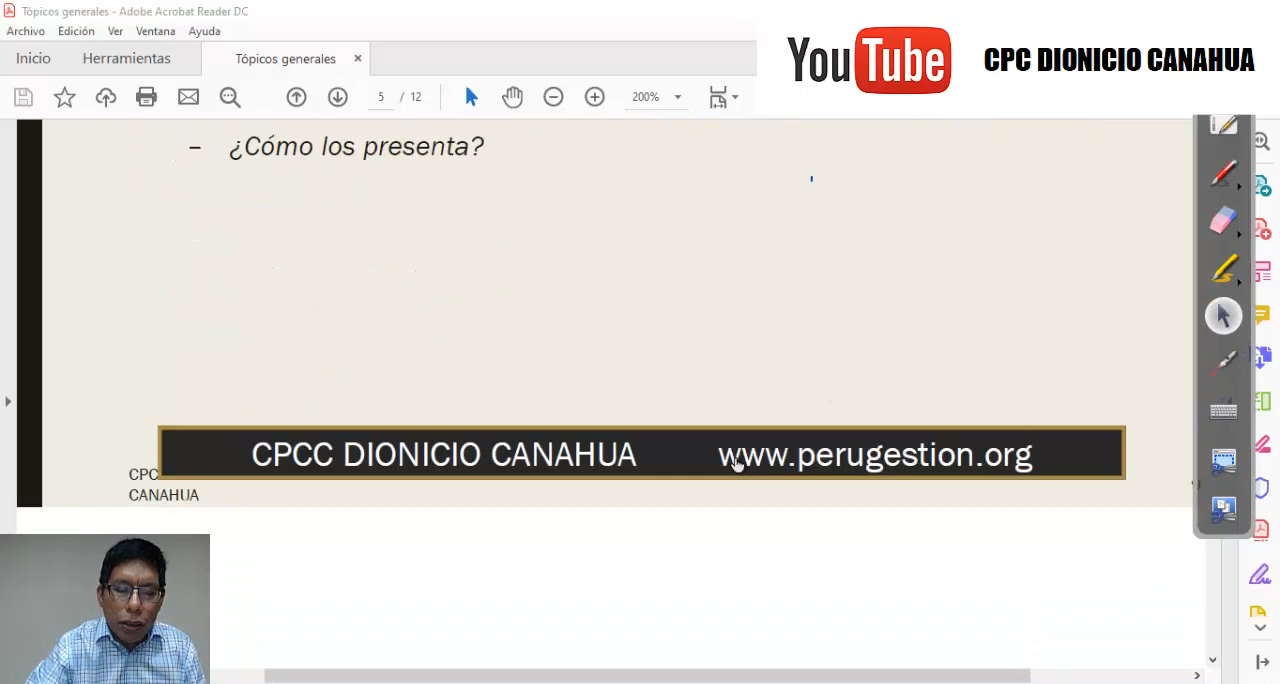 Tópicos generales - Adobe Acrobat Reader DC
Archivo Edición Ver Ventana Ayuda
Inicio Herramientas Tópicos generales ×
YouTube CPC DIONICIO CANAHUA
5 / 12 200%
- ¿Cómo los presenta?
CPCC DIONICIO CANAHUA www.perugestion.org
CPC
CANAHUA